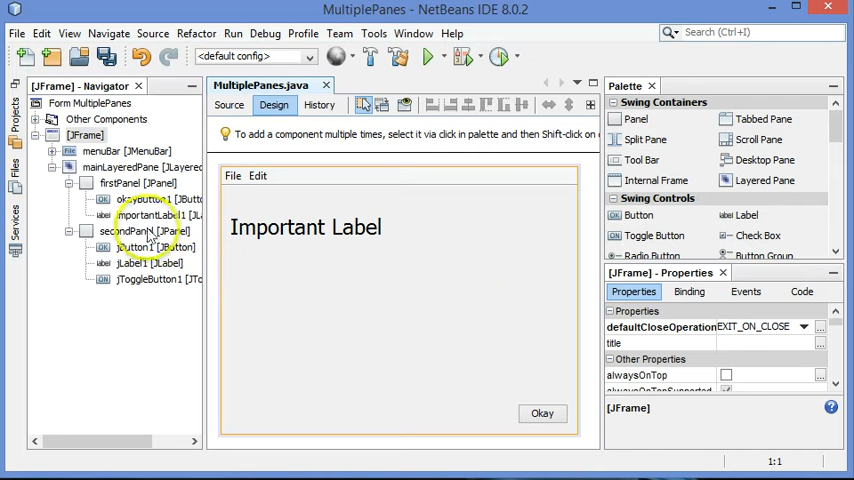 MultiplePanes - NetBeans IDE 8.0.2
File Edit View Navigate Source Refactor Run Debug Profile Team Tools Window Help
Search (Ctrl+I)
<default config>
[JFrame] - Navigator
Form MultiplePanes
Other Components
[JFrame]
menuBar [JMenuBar]
mainLayeredPane [JLayere
firstPanel [JPanel]
okayButton1 [JButto
importantLabel1 [JLa
secondPanel [JPanel]
jButton1 [JButton]
jLabel1 [JLabel]
jToggleButton1 [JTo
Projects
Files
Services
MultiplePanes.java
Source Design History
To add a component multiple times, select it via click in palette and then Shift-click on
File Edit
Important Label
Okay
Palette
Swing Containers
Panel Tabbed Pane
Split Pane Scroll Pane
Tool Bar Desktop Pane
Internal Frame Layered Pane
Swing Controls
Button Label
Toggle Button Check Box
Radio Button Button Group
[JFrame] - Properties
Properties Binding Events Code
Properties
defaultCloseOperation EXIT_ON_CLOSE
title
Other Properties
alwaysOnTop
alwaysOnTopSupported
[JFrame]
1:1